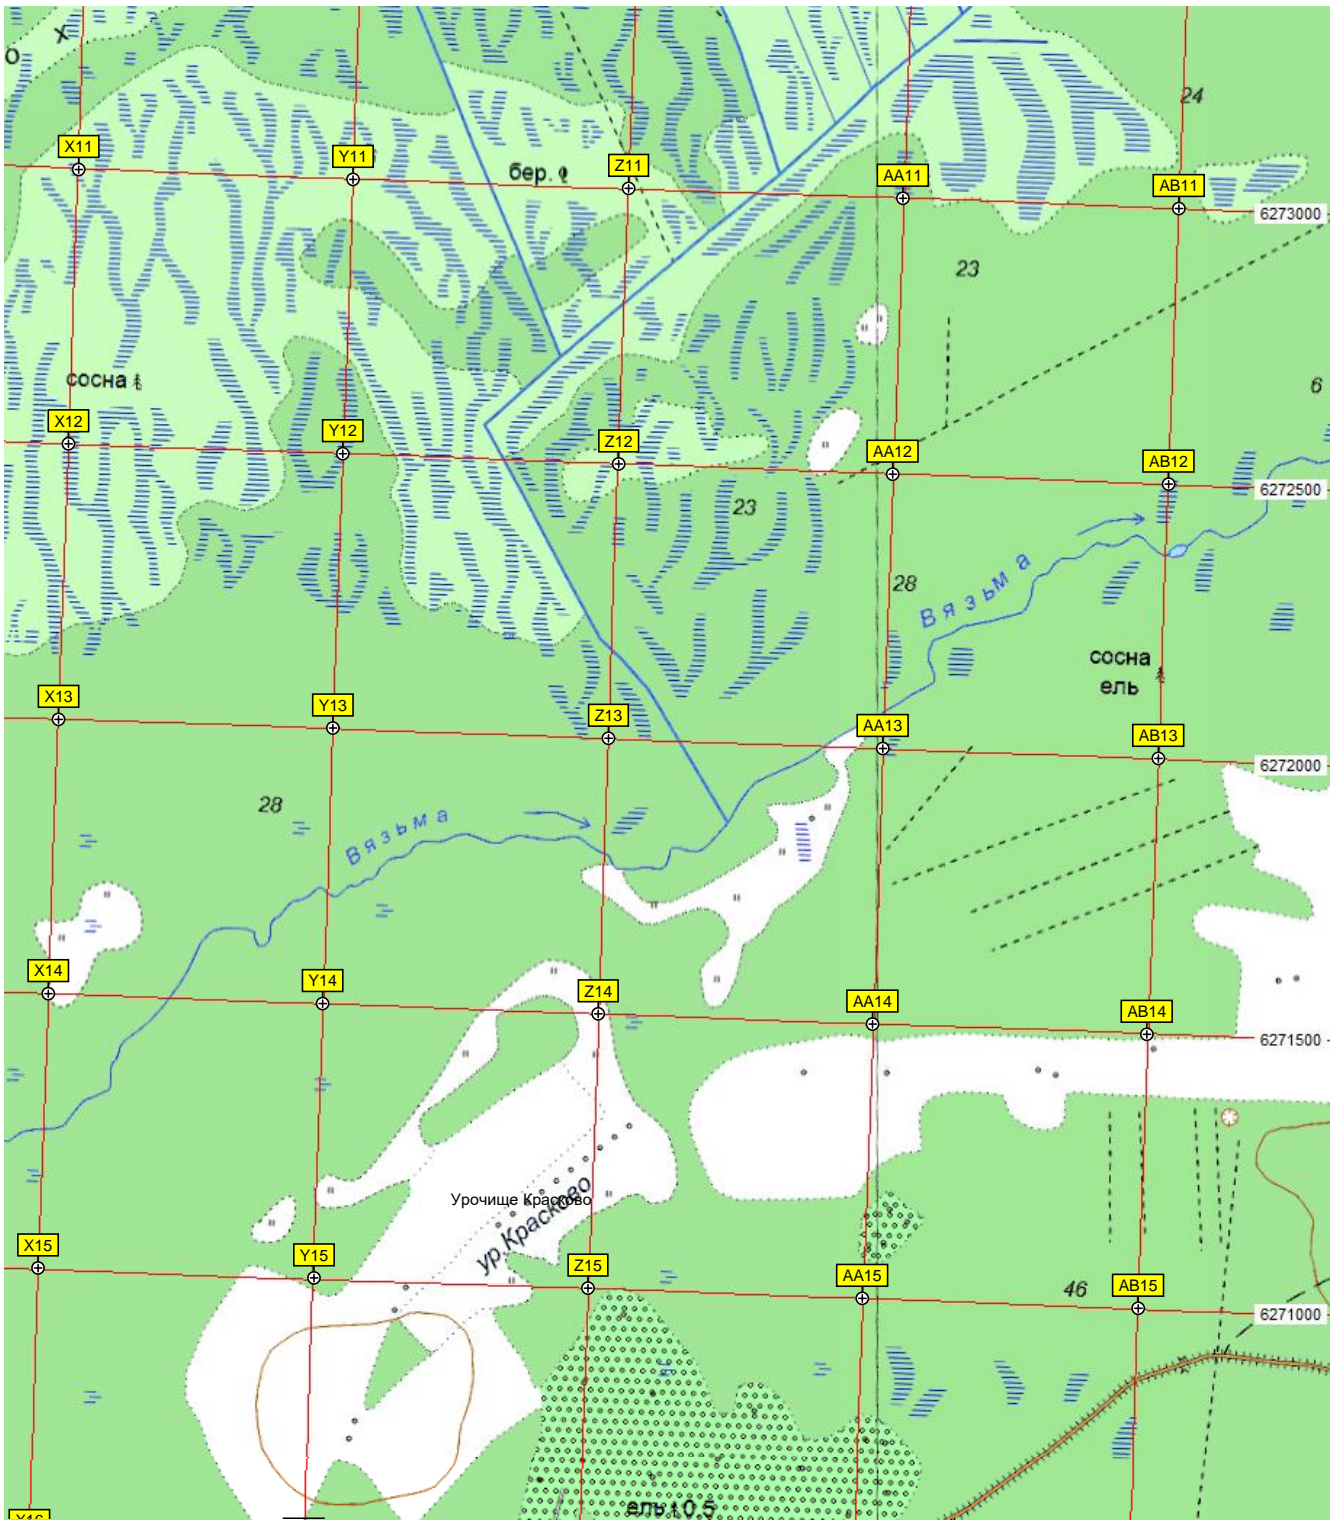 о х
24
X11
Y11
бер.
Z11
AA11
AB11
6273000
23
сосна
6
X12
Y12
Z12
AA12
AB12
6272500
23
28
Вязьма
сосна
ель
X13
Y13
Z13
AA13
AB13
6272000
28
Вязьма
X14
Y14
Z14
AA14
AB14
6271500
Урочище Красково
ур.Красково
X15
Y15
Z15
AA15
AB15
46
6271000
ель 0.5